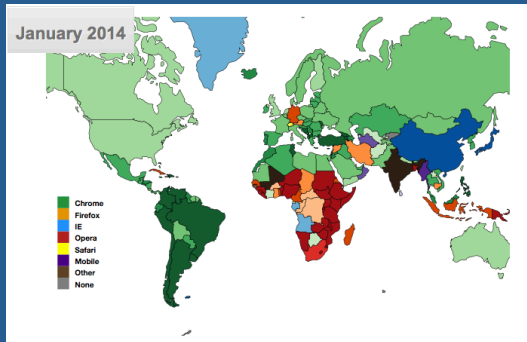 January 2014
Chrome
Firefox
IE
Opera
Safari
Mobile
Other
None